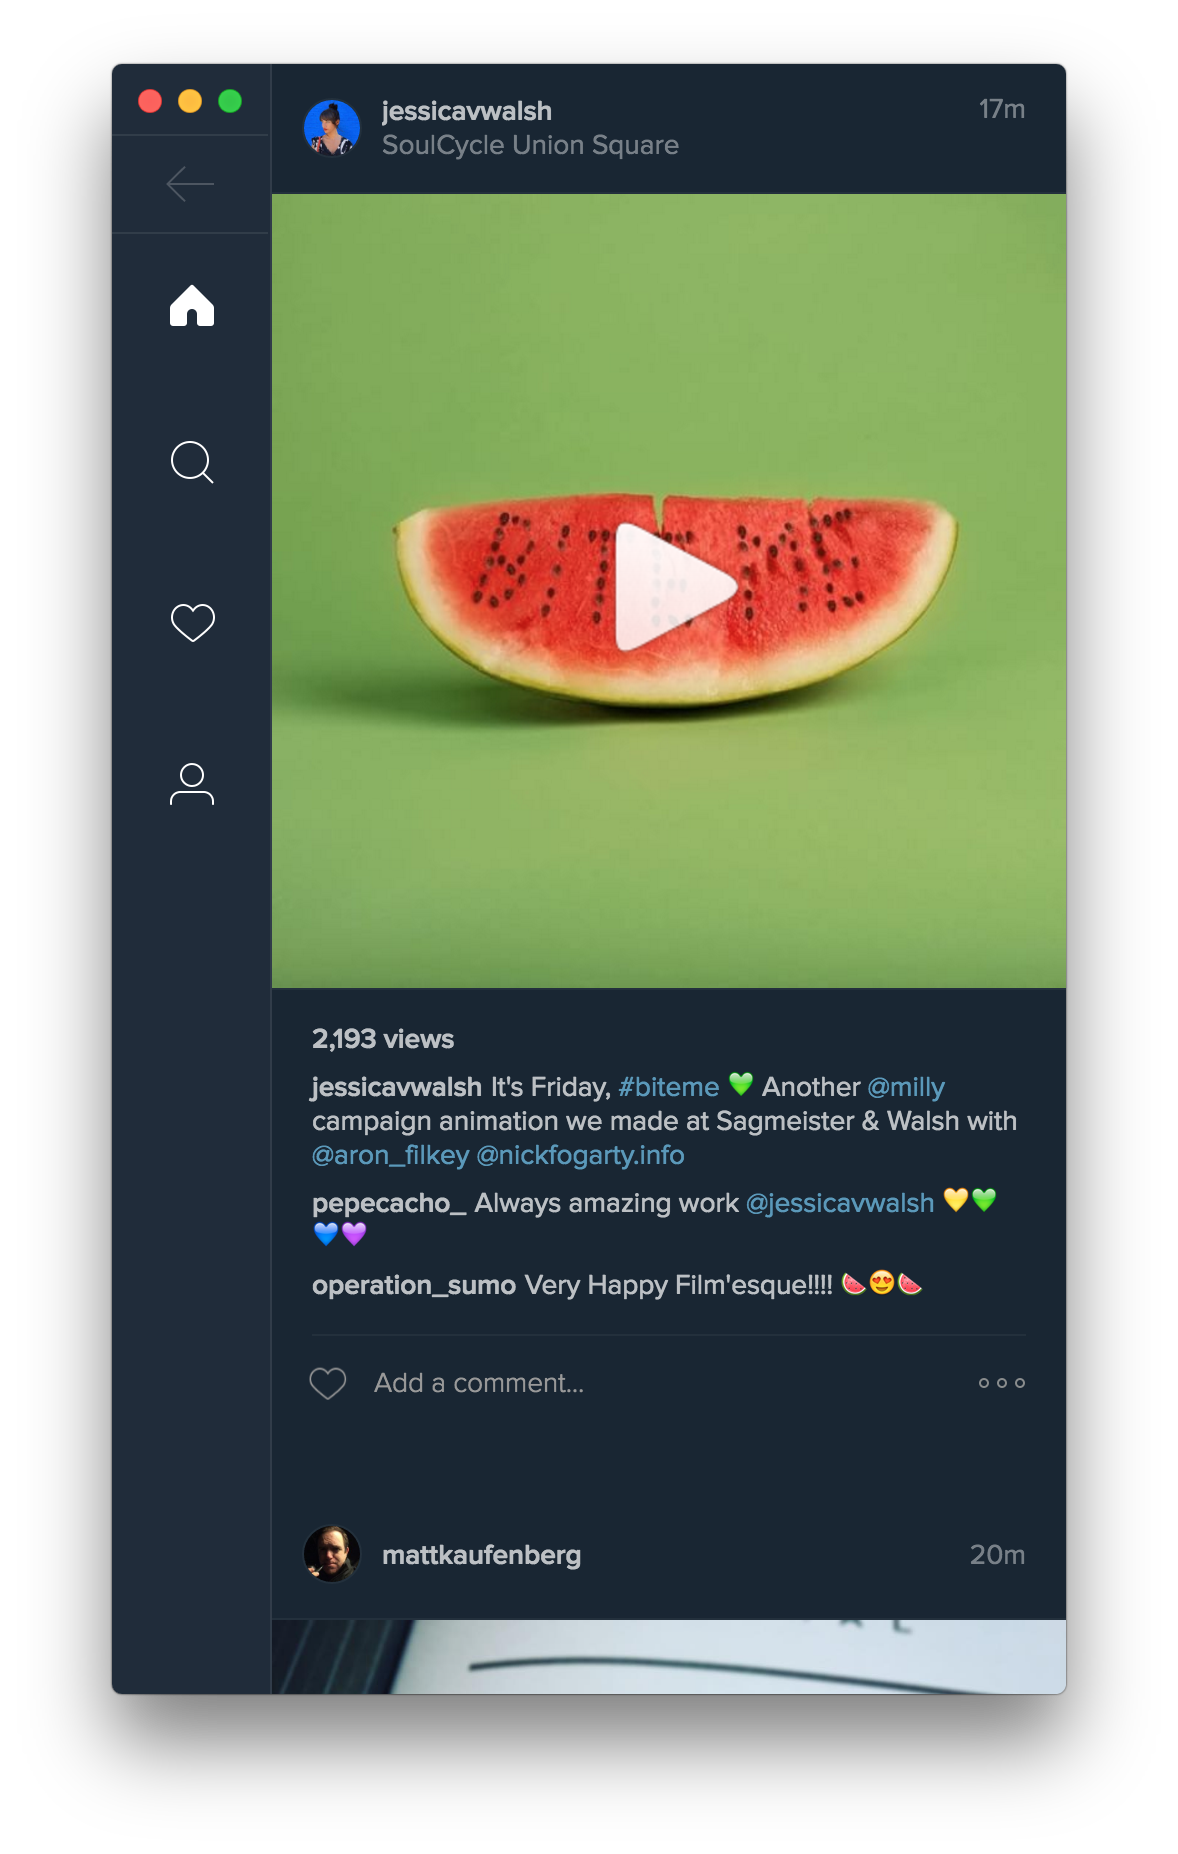 jessicavwalsh
17m
SoulCycle Union Square
BITE ME
2,193 views
jessicavwalsh It's Friday, #biteme 💚 Another @milly
campaign animation we made at Sagmeister & Walsh with
@aron_filkey @nickfogarty.info
pepecacho_ Always amazing work @jessicavwalsh 💛💚
💙💜
operation_sumo Very Happy Film'esque!!!! 🍉😍🍉
Add a comment...
mattkaufenberg
20m